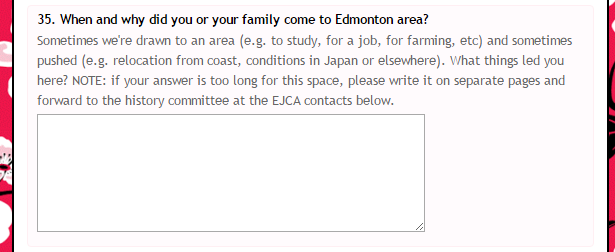 35. When and why did you or your family come to Edmonton area?
Sometimes we're drawn to an area (e.g. to study, for a job, for farming, etc) and sometimes
pushed (e.g. relocation from coast, conditions in Japan or elsewhere). What things led you
here? NOTE: if your answer is too long for this space, please write it on separate pages and
forward to the history committee at the EJCA contacts below.